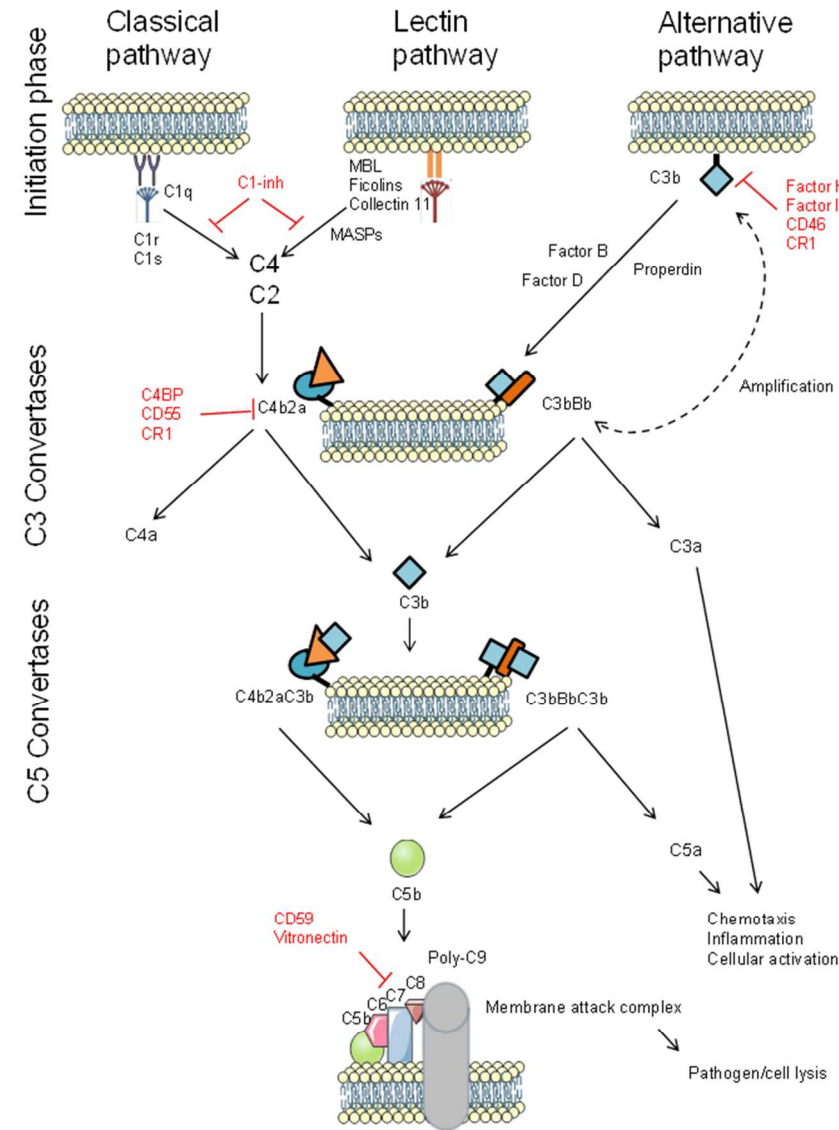 Classical
pathway
Lectin
pathway
Alternative
pathway
Initiation phase
C1q
C1r
C1s
C1-inh
MBL
Ficolins
Collectin 11
MASPs
C3b
Factor
Factor I
CD46
CR1
C4
C2
Factor B
Factor D
Properdin
Amplification
C3 Convertases
C4BP
CD55
CR1
C4b2a
C3bBb
C4a
C3a
C3b
C5 Convertases
C4b2aC3b
C3bBbC3b
C5b
C5a
CD59
Vitronectin
Chemotaxis
Inflammation
Cellular activation
Poly-C9
C5b
C6
C7
C8
Membrane attack complex
Pathogen/cell lysis